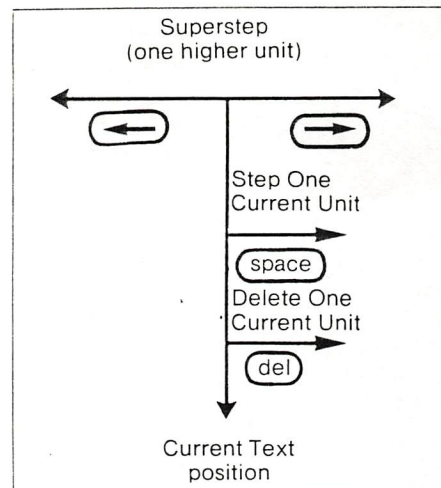 Superstep
(one higher unit)
Step One
Current Unit
space
Delete One
Current Unit
del
Current Text
position